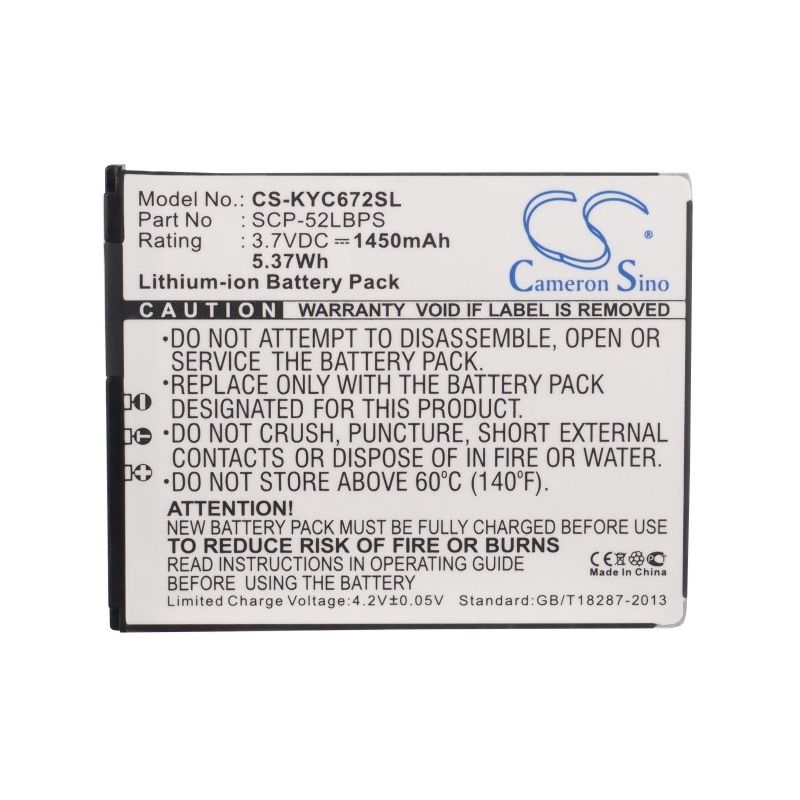 Model No.: CS-KYC672SL
Part No : SCP-52LBPS
Rating : 3.7VDC ⎓ 1450mAh
5.37Wh
Lithium-ion Battery Pack
CS
Cameron Sino
CAUTION WARRANTY VOID IF LABEL IS REMOVED
•DO NOT ATTEMPT TO DISASSEMBLE, OPEN OR
SERVICE THE BATTERY PACK.
•REPLACE ONLY WITH THE BATTERY PACK
DESIGNATED FOR THIS PRODUCT.
•DO NOT CRUSH, PUNCTURE, SHORT EXTERNAL
CONTACTS OR DISPOSE OF IN FIRE OR WATER.
•DO NOT STORE ABOVE 60°C (140°F).
ATTENTION!
NEW BATTERY PACK MUST BE FULLY CHARGED BEFORE USE
TO REDUCE RISK OF FIRE OR BURNS
READ INSTRUCTIONS IN OPERATING GUIDE
BEFORE USING THE BATTERY PACK
CE
Made In China
Limited Charge Voltage:4.2V±0.05V Standard:GB/T18287-2013